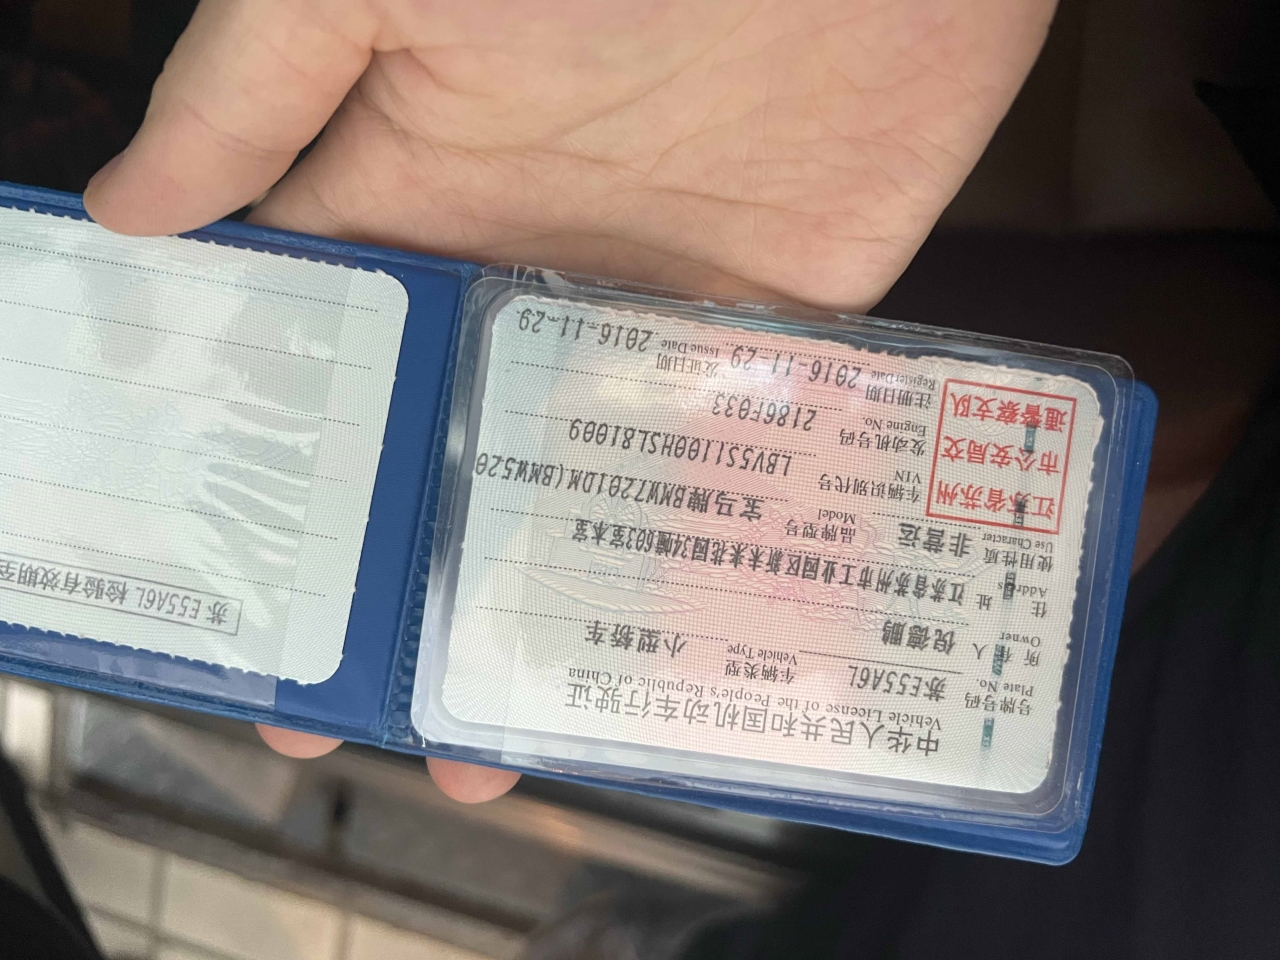 中华人民共和国机动车行驶证
Vehicle License of the People's Republic of China
号牌号码 Plate No. 苏E55A6L 车辆类型 Vehicle Type 小型轿车
所有人 Owner 倪德鹏
住址 Address 江苏省苏州市工业园区新未来花园34幢603室本室
使用性质 Use Character 非营运 品牌型号 Model 宝马牌BMW7201DM(BMW520
江苏省苏州
市公安局交
通警察支队
车辆识别代号 VIN LBV5S1100HSL81009
发动机号码 Engine No. 2186F033
注册日期 Register Date 2016-11-29 发证日期 Issue Date 2016-11-29
苏E55A6L 检验有效期至